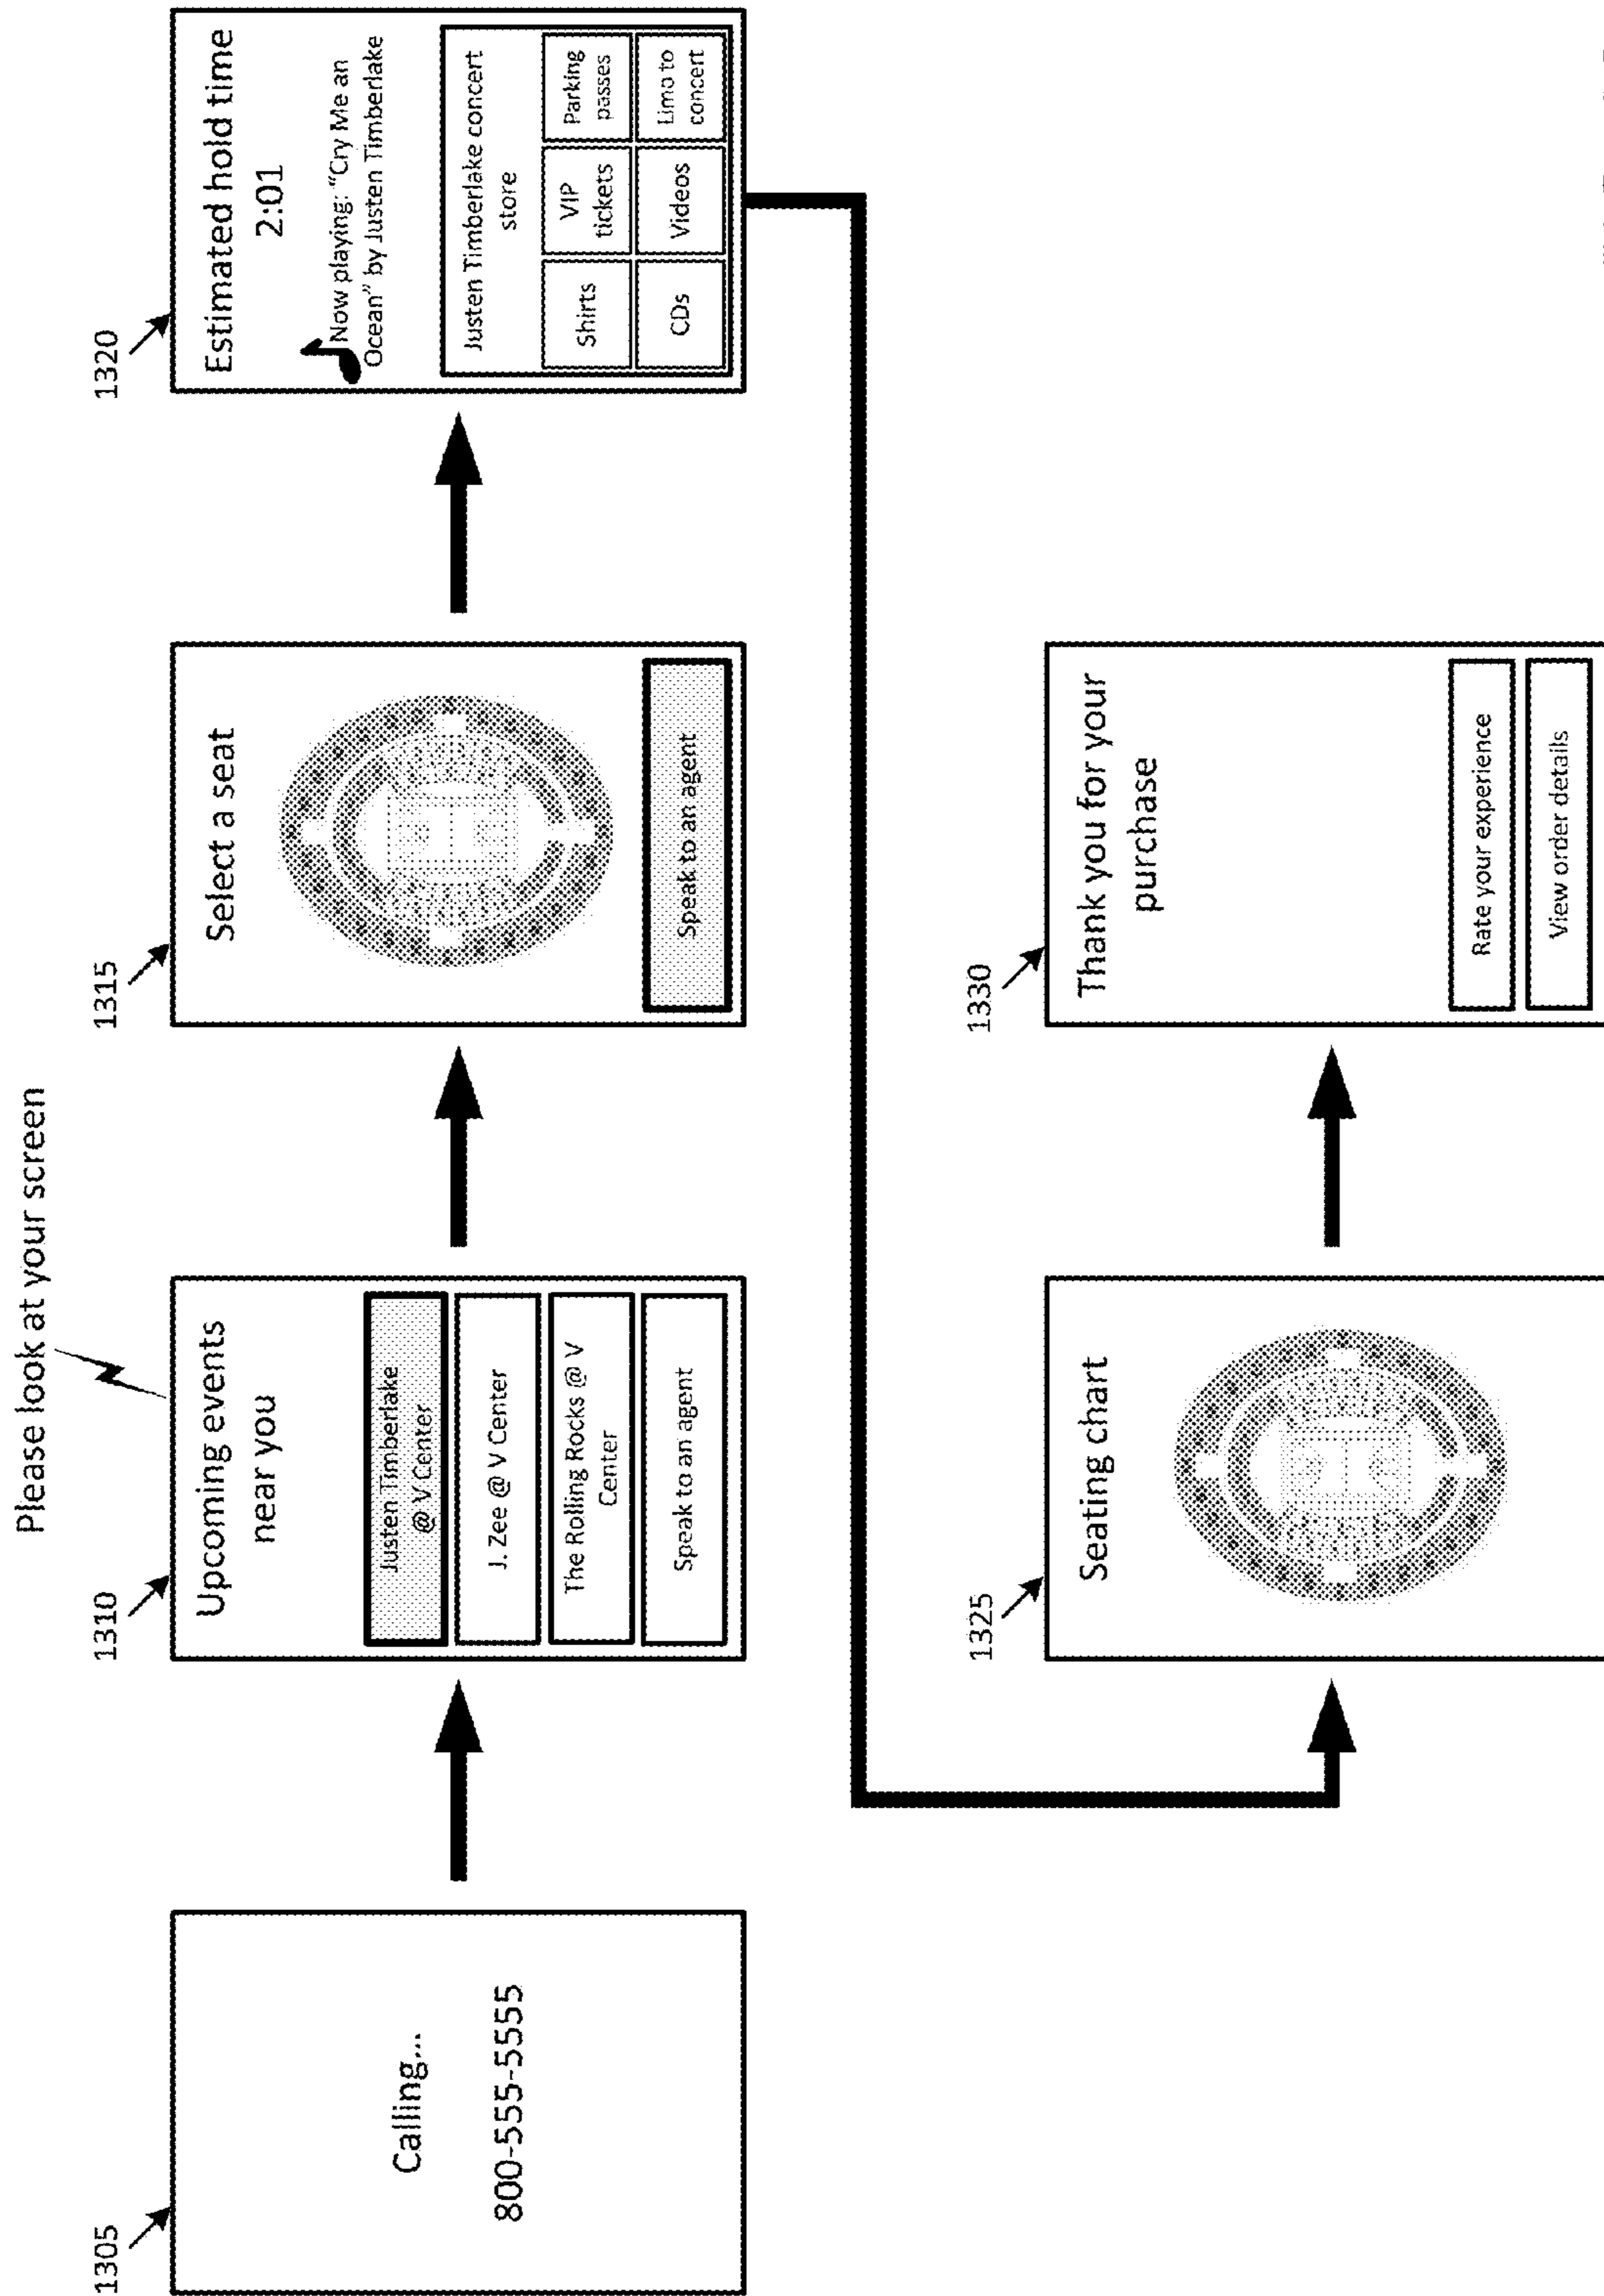 Please look at your screen
1305
Calling...
800-555-5555
1310
Upcoming events
near you
Justen Timberlake
@ V Center
J. Zee @ V Center
The Rolling Rocks @ V
Center
Speak to an agent
1315
Select a seat
Speak to an agent
1320
Estimated hold time
2:01
Now playing: "Cry Me an
Ocean" by Justen Timberlake
Justen Timberlake concert
store
Shirts
VIP
tickets
Parking
passes
CDs
Videos
Limo to
concert
1325
Seating chart
1330
Thank you for your
purchase
Rate your experience
View order details